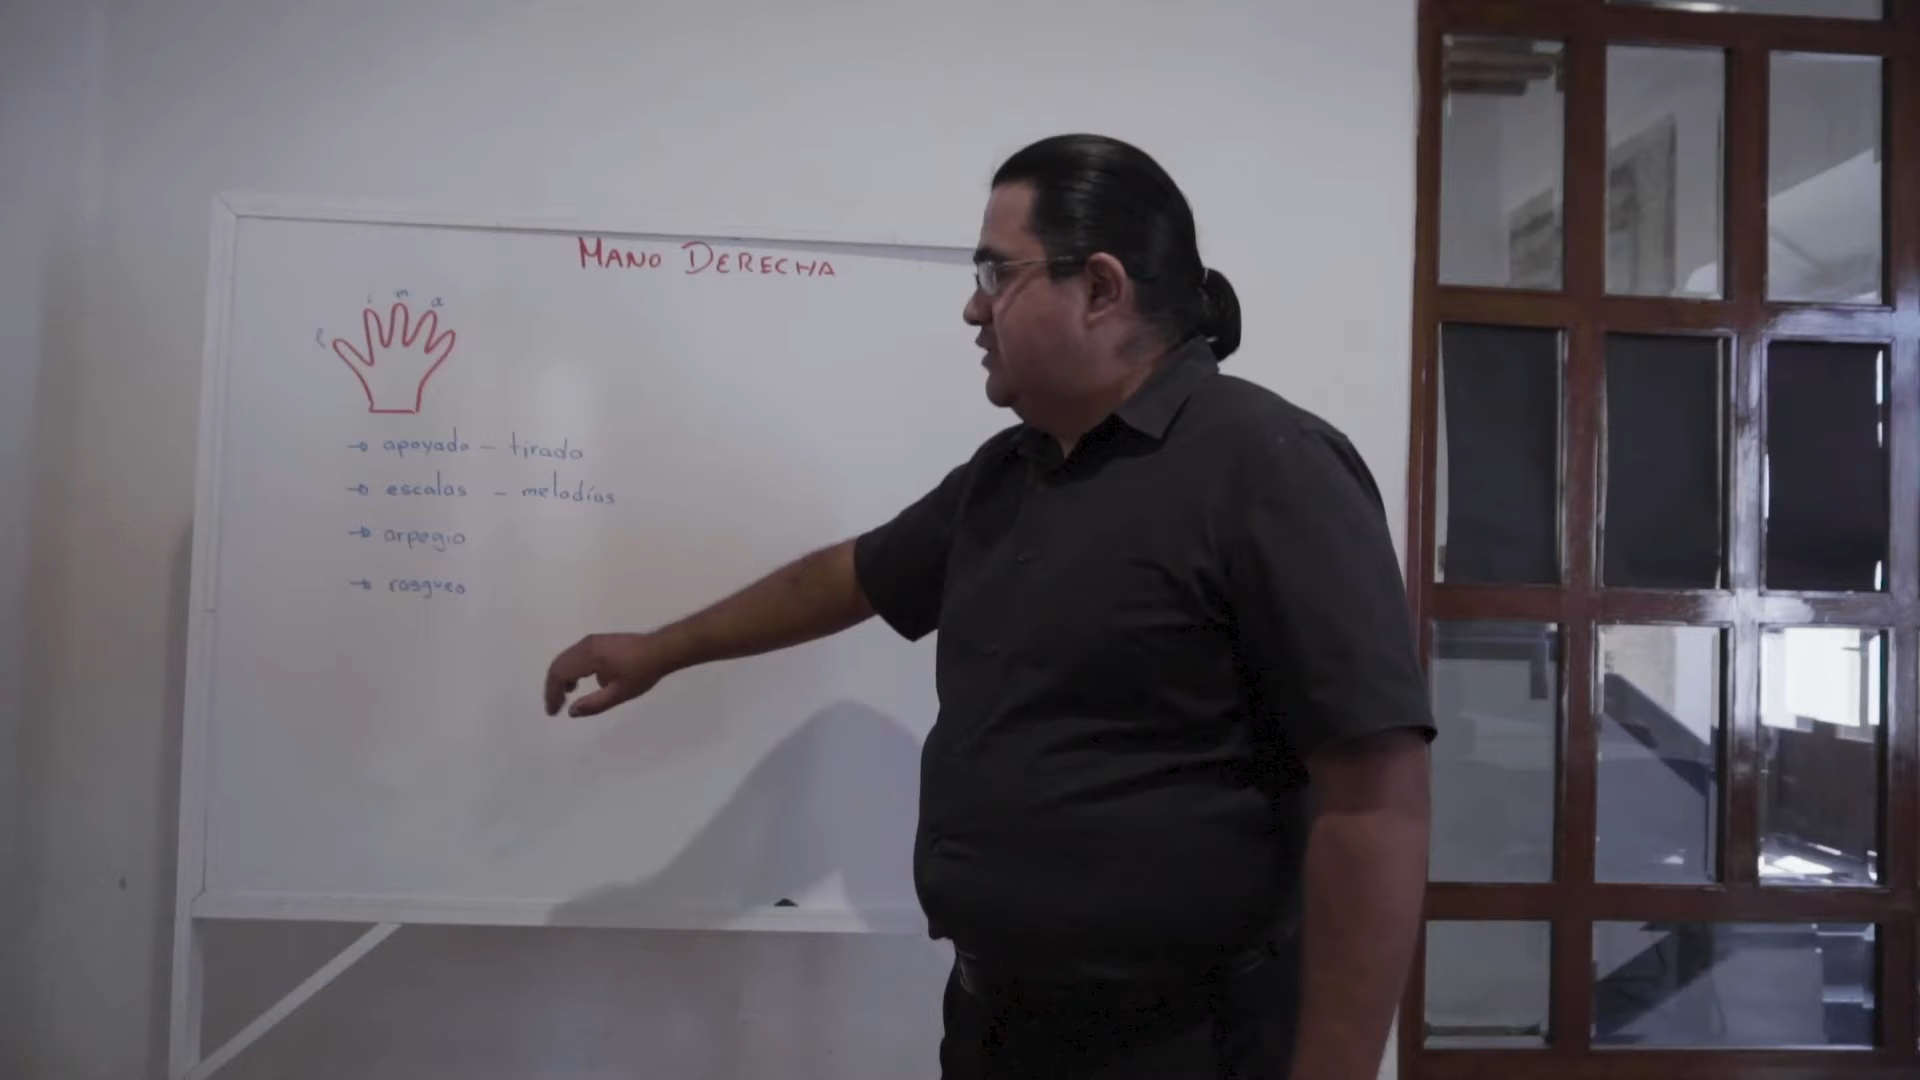 MANO DERECHA
i m a
→ apoyado - tirado
→ escalas - melodías
→ arpegio
→ rasgueo